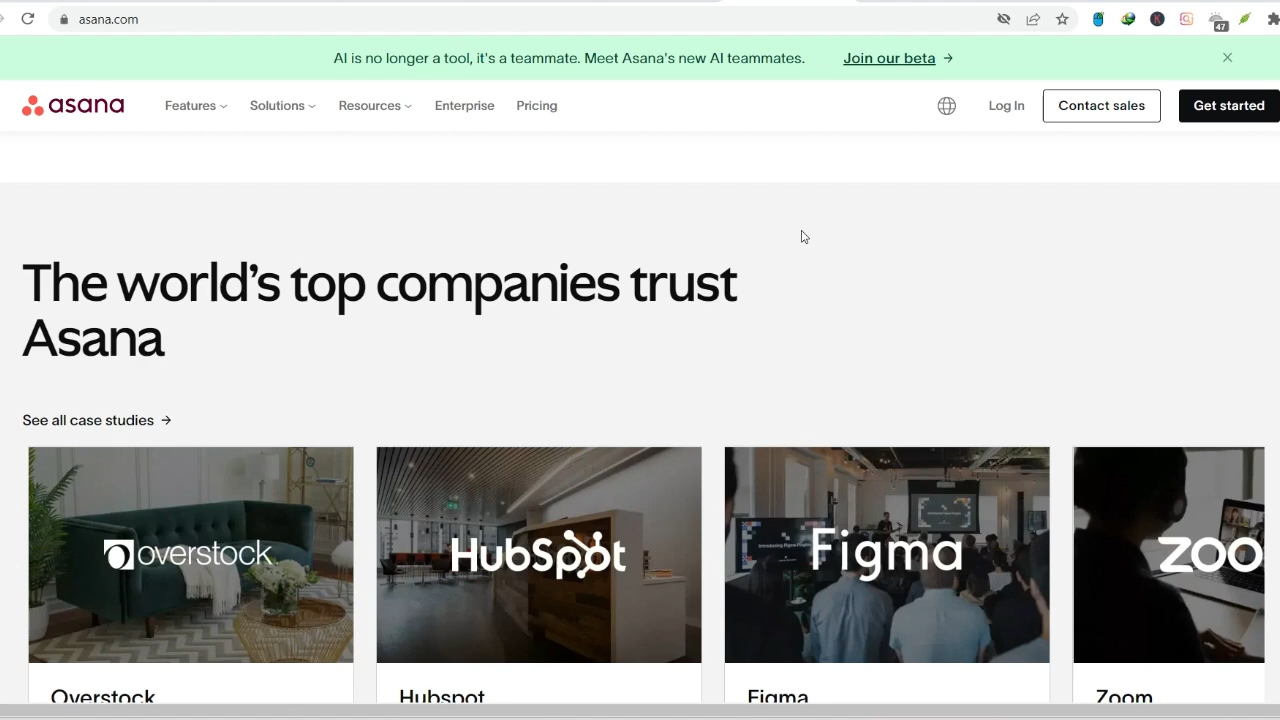 asana.com
47
AI is no longer a tool, it's a teammate. Meet Asana's new AI teammates. Join our beta →
asana Features Solutions Resources Enterprise Pricing Log In Contact sales Get started
The world's top companies trust
Asana
See all case studies →
overstock HubSpot Figma ZOO
Overstock Hubspot Figma Zoom